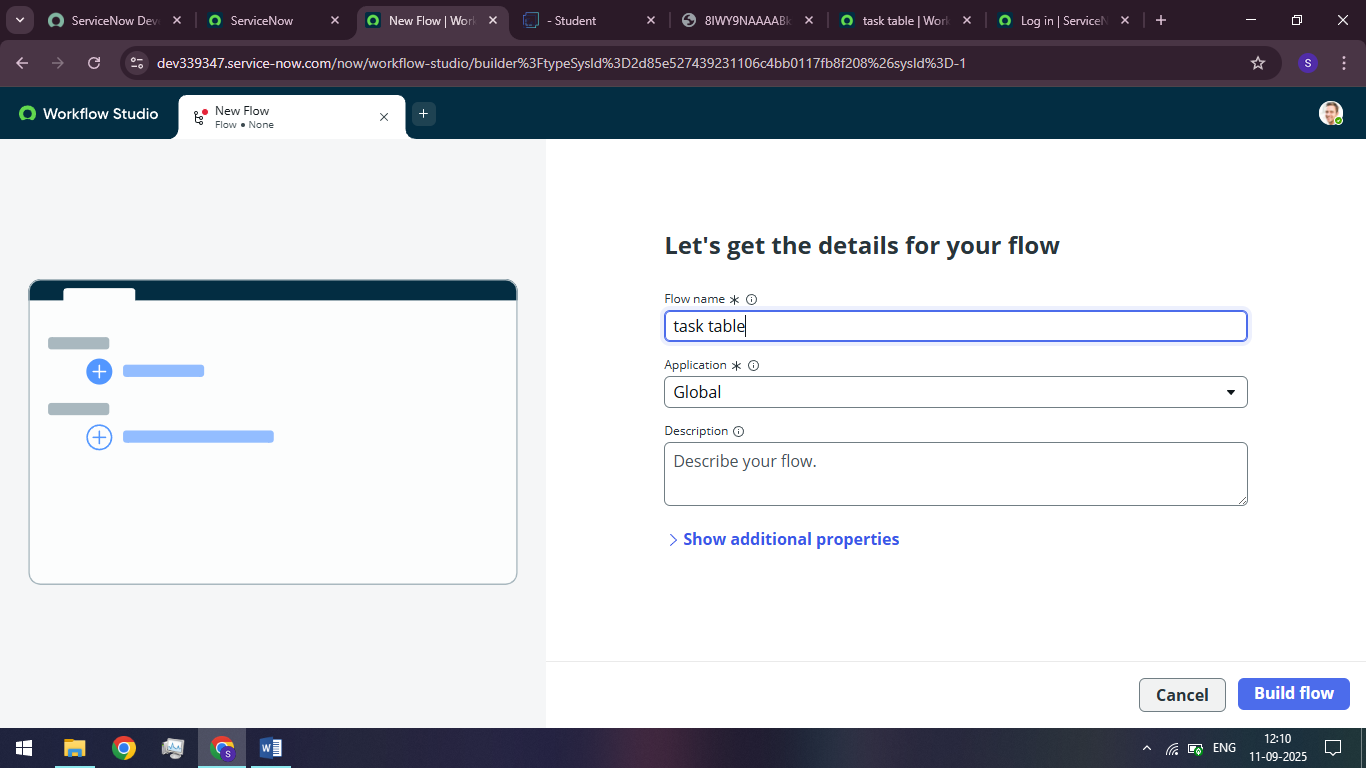 ServiceNow Dev
ServiceNow
New Flow | Work
- Student
8IWY9NAAAABk
task table | Work
Log in | ServiceN
dev339347.service-now.com/now/workflow-studio/builder%3FtypeSysId%3D2d85e527439231106c4bb0117fb8f208%26sysId%3D-1
S
Workflow Studio
New Flow
Flow • None
Let's get the details for your flow
Flow name
task table
Application
Global
Description
Describe your flow.
Show additional properties
Cancel
Build flow
S
W
ENG
12:10
11-09-2025